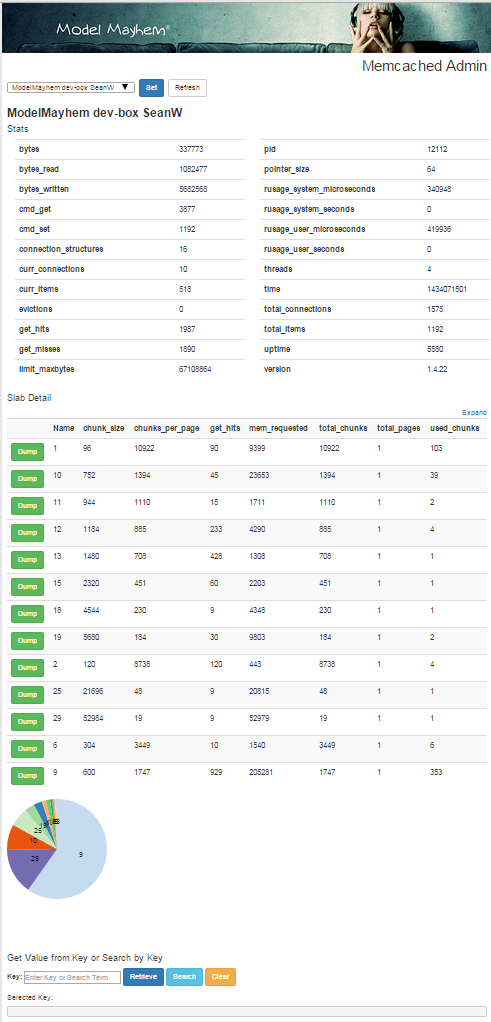 Model Mayhem®
Memcached Admin
ModelMayhem dev-box SeanW ▼ Set Refresh
ModelMayhem dev-box SeanW
Stats
bytes 337773 pid 12112
bytes_read 1082477 pointer_size 64
bytes_written 5682568 rusage_system_microseconds 340948
cmd_get 3877 rusage_system_seconds 0
cmd_set 1192 rusage_user_microseconds 419936
connection_structures 16 rusage_user_seconds 0
curr_connections 10 threads 4
curr_items 518 time 1434071501
evictions 0 total_connections 1575
get_hits 1987 total_items 1192
get_misses 1890 uptime 5580
limit_maxbytes 67108864 version 1.4.22
Slab Detail
Expand
Name chunk_size chunks_per_page get_hits mem_requested total_chunks total_pages used_chunks
Dump 1 96 10922 90 9399 10922 1 103
Dump 10 752 1394 45 23653 1394 1 39
Dump 11 944 1110 15 1711 1110 1 2
Dump 12 1184 885 233 4290 885 1 4
Dump 13 1480 708 428 1308 708 1 1
Dump 15 2320 451 60 2203 451 1 1
Dump 18 4544 230 9 4348 230 1 1
Dump 19 5680 184 30 9803 184 1 2
Dump 2 120 8738 120 443 8738 1 4
Dump 25 21696 48 9 20815 48 1 1
Dump 29 52984 19 9 52979 19 1 1
Dump 6 304 3449 10 1540 3449 1 6
Dump 9 600 1747 929 205281 1747 1 353
25
10
29
9
Get Value from Key or Search by Key
Key: Enter Key or Search Term Retrieve Search Clear
Selected Key: